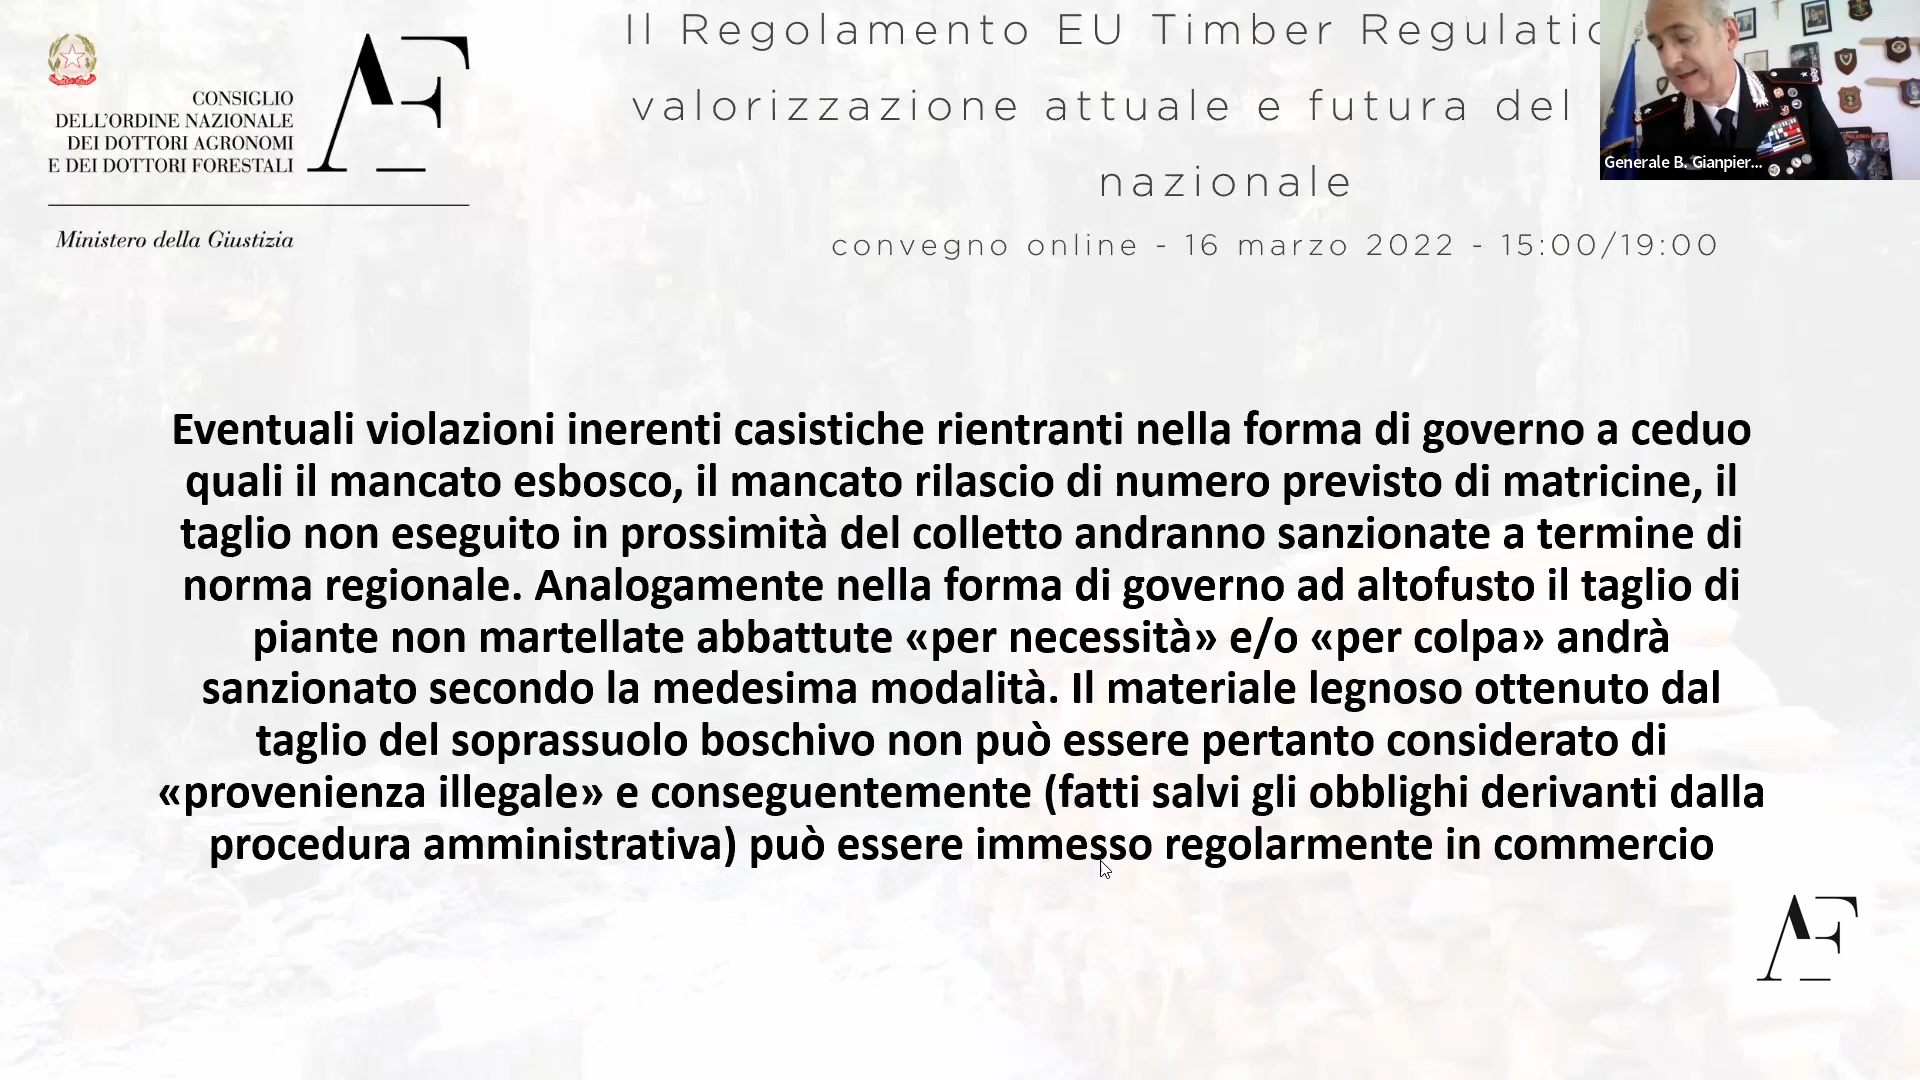 CONSIGLIO
DELL'ORDINE NAZIONALE
DEI DOTTORI AGRONOMI
E DEI DOTTORI FORESTALI
Ministero della Giustizia
AF
Il Regolamento EU Timber Regulatio
valorizzazione attuale e futura del
nazionale
convegno online - 16 marzo 2022 - 15:00/19:00
Generale B. Gianpier...
Eventuali violazioni inerenti casistiche rientranti nella forma di governo a ceduo
quali il mancato esbosco, il mancato rilascio di numero previsto di matricine, il
taglio non eseguito in prossimità del colletto andranno sanzionate a termine di
norma regionale. Analogamente nella forma di governo ad altofusto il taglio di
piante non martellate abbattute «per necessità» e/o «per colpa» andrà
sanzionato secondo la medesima modalità. Il materiale legnoso ottenuto dal
taglio del soprassuolo boschivo non può essere pertanto considerato di
«provenienza illegale» e conseguentemente (fatti salvi gli obblighi derivanti dalla
procedura amministrativa) può essere immesso regolarmente in commercio
AF